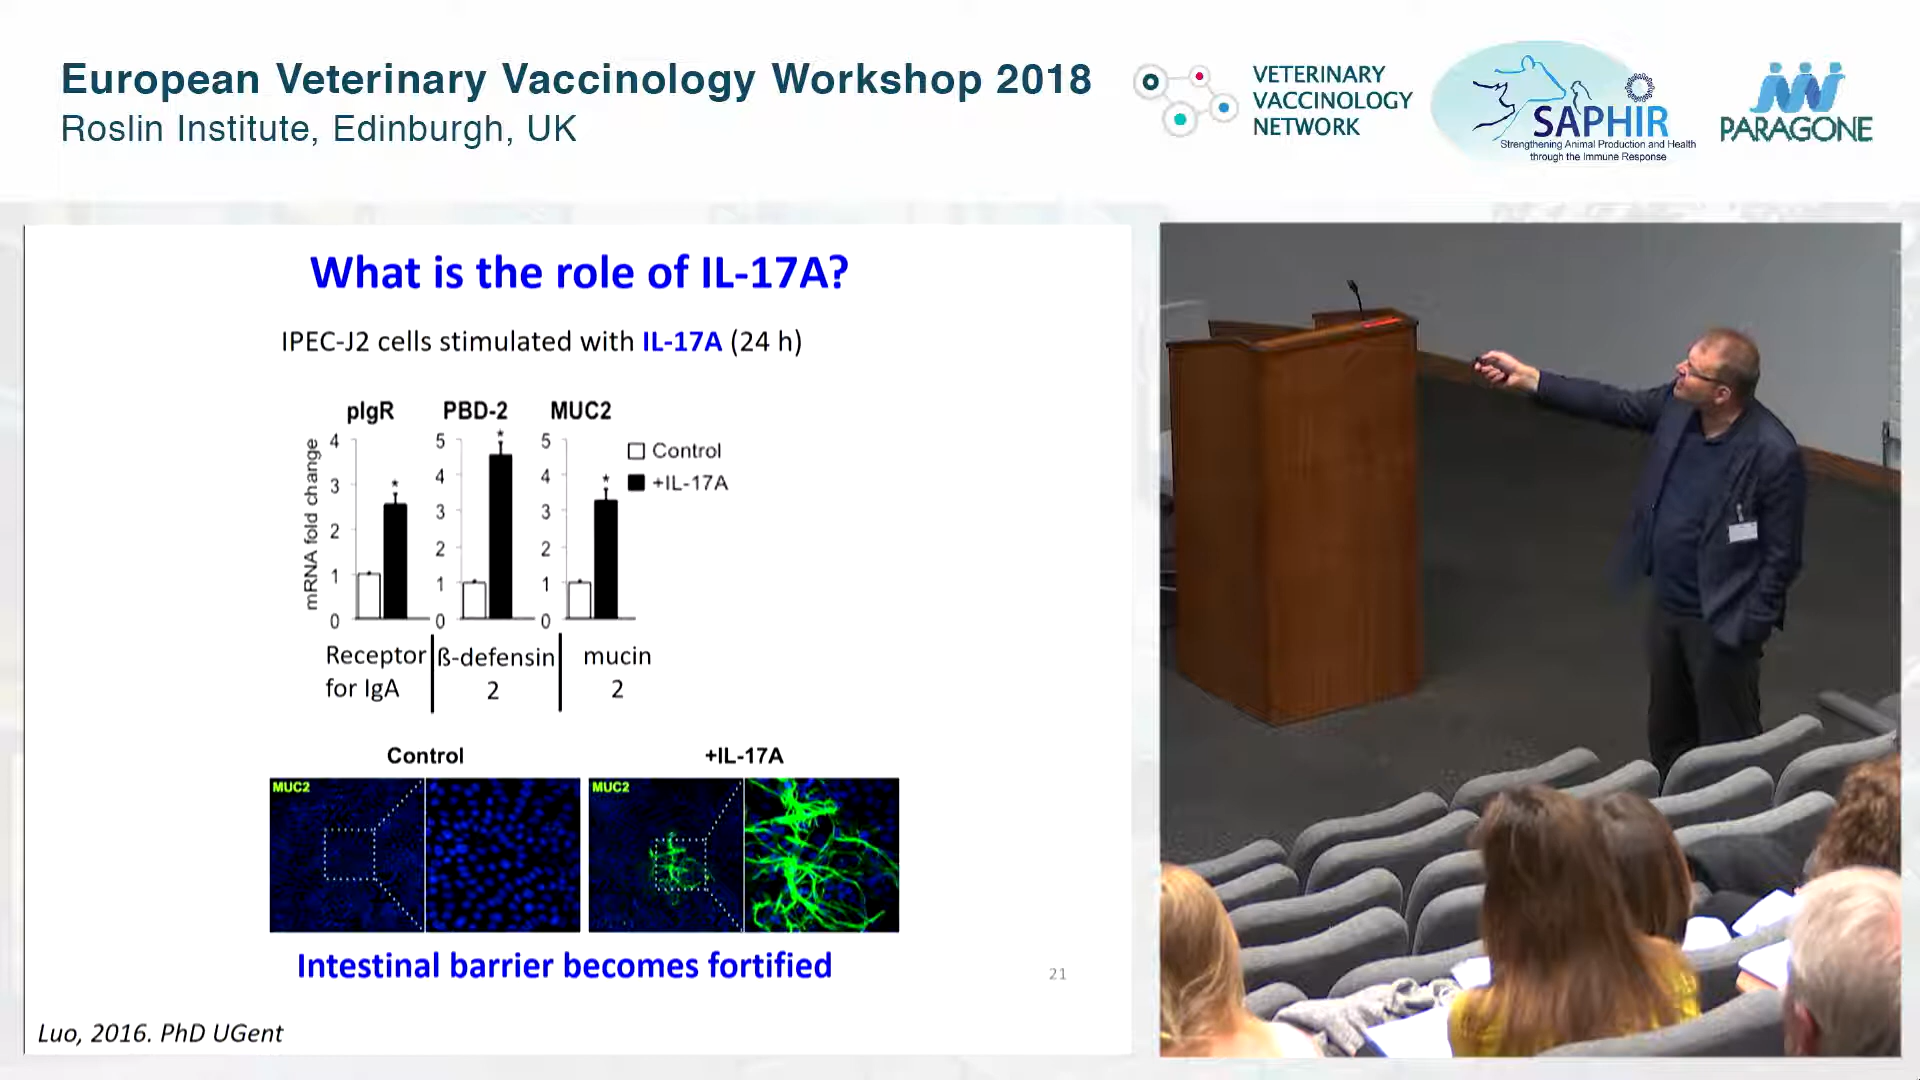 European Veterinary Vaccinology Workshop 2018
Roslin Institute, Edinburgh, UK
VETERINARY
VACCINOLOGY
NETWORK
SAPHIR
Strengthening Animal Production and Health
through the Immune Response
PARAGONE
What is the role of IL-17A?
IPEC-J2 cells stimulated with IL-17A (24 h)
pIgR
PBD-2
MUC2
mRNA fold change
4
3
2
1
0
*
5
4
3
2
1
0
*
5
4
3
2
1
0
*
Control
+IL-17A
Receptor
for IgA
ß-defensin
2
mucin
2
Control
+IL-17A
MUC2
MUC2
Intestinal barrier becomes fortified
21
Luo, 2016. PhD UGent